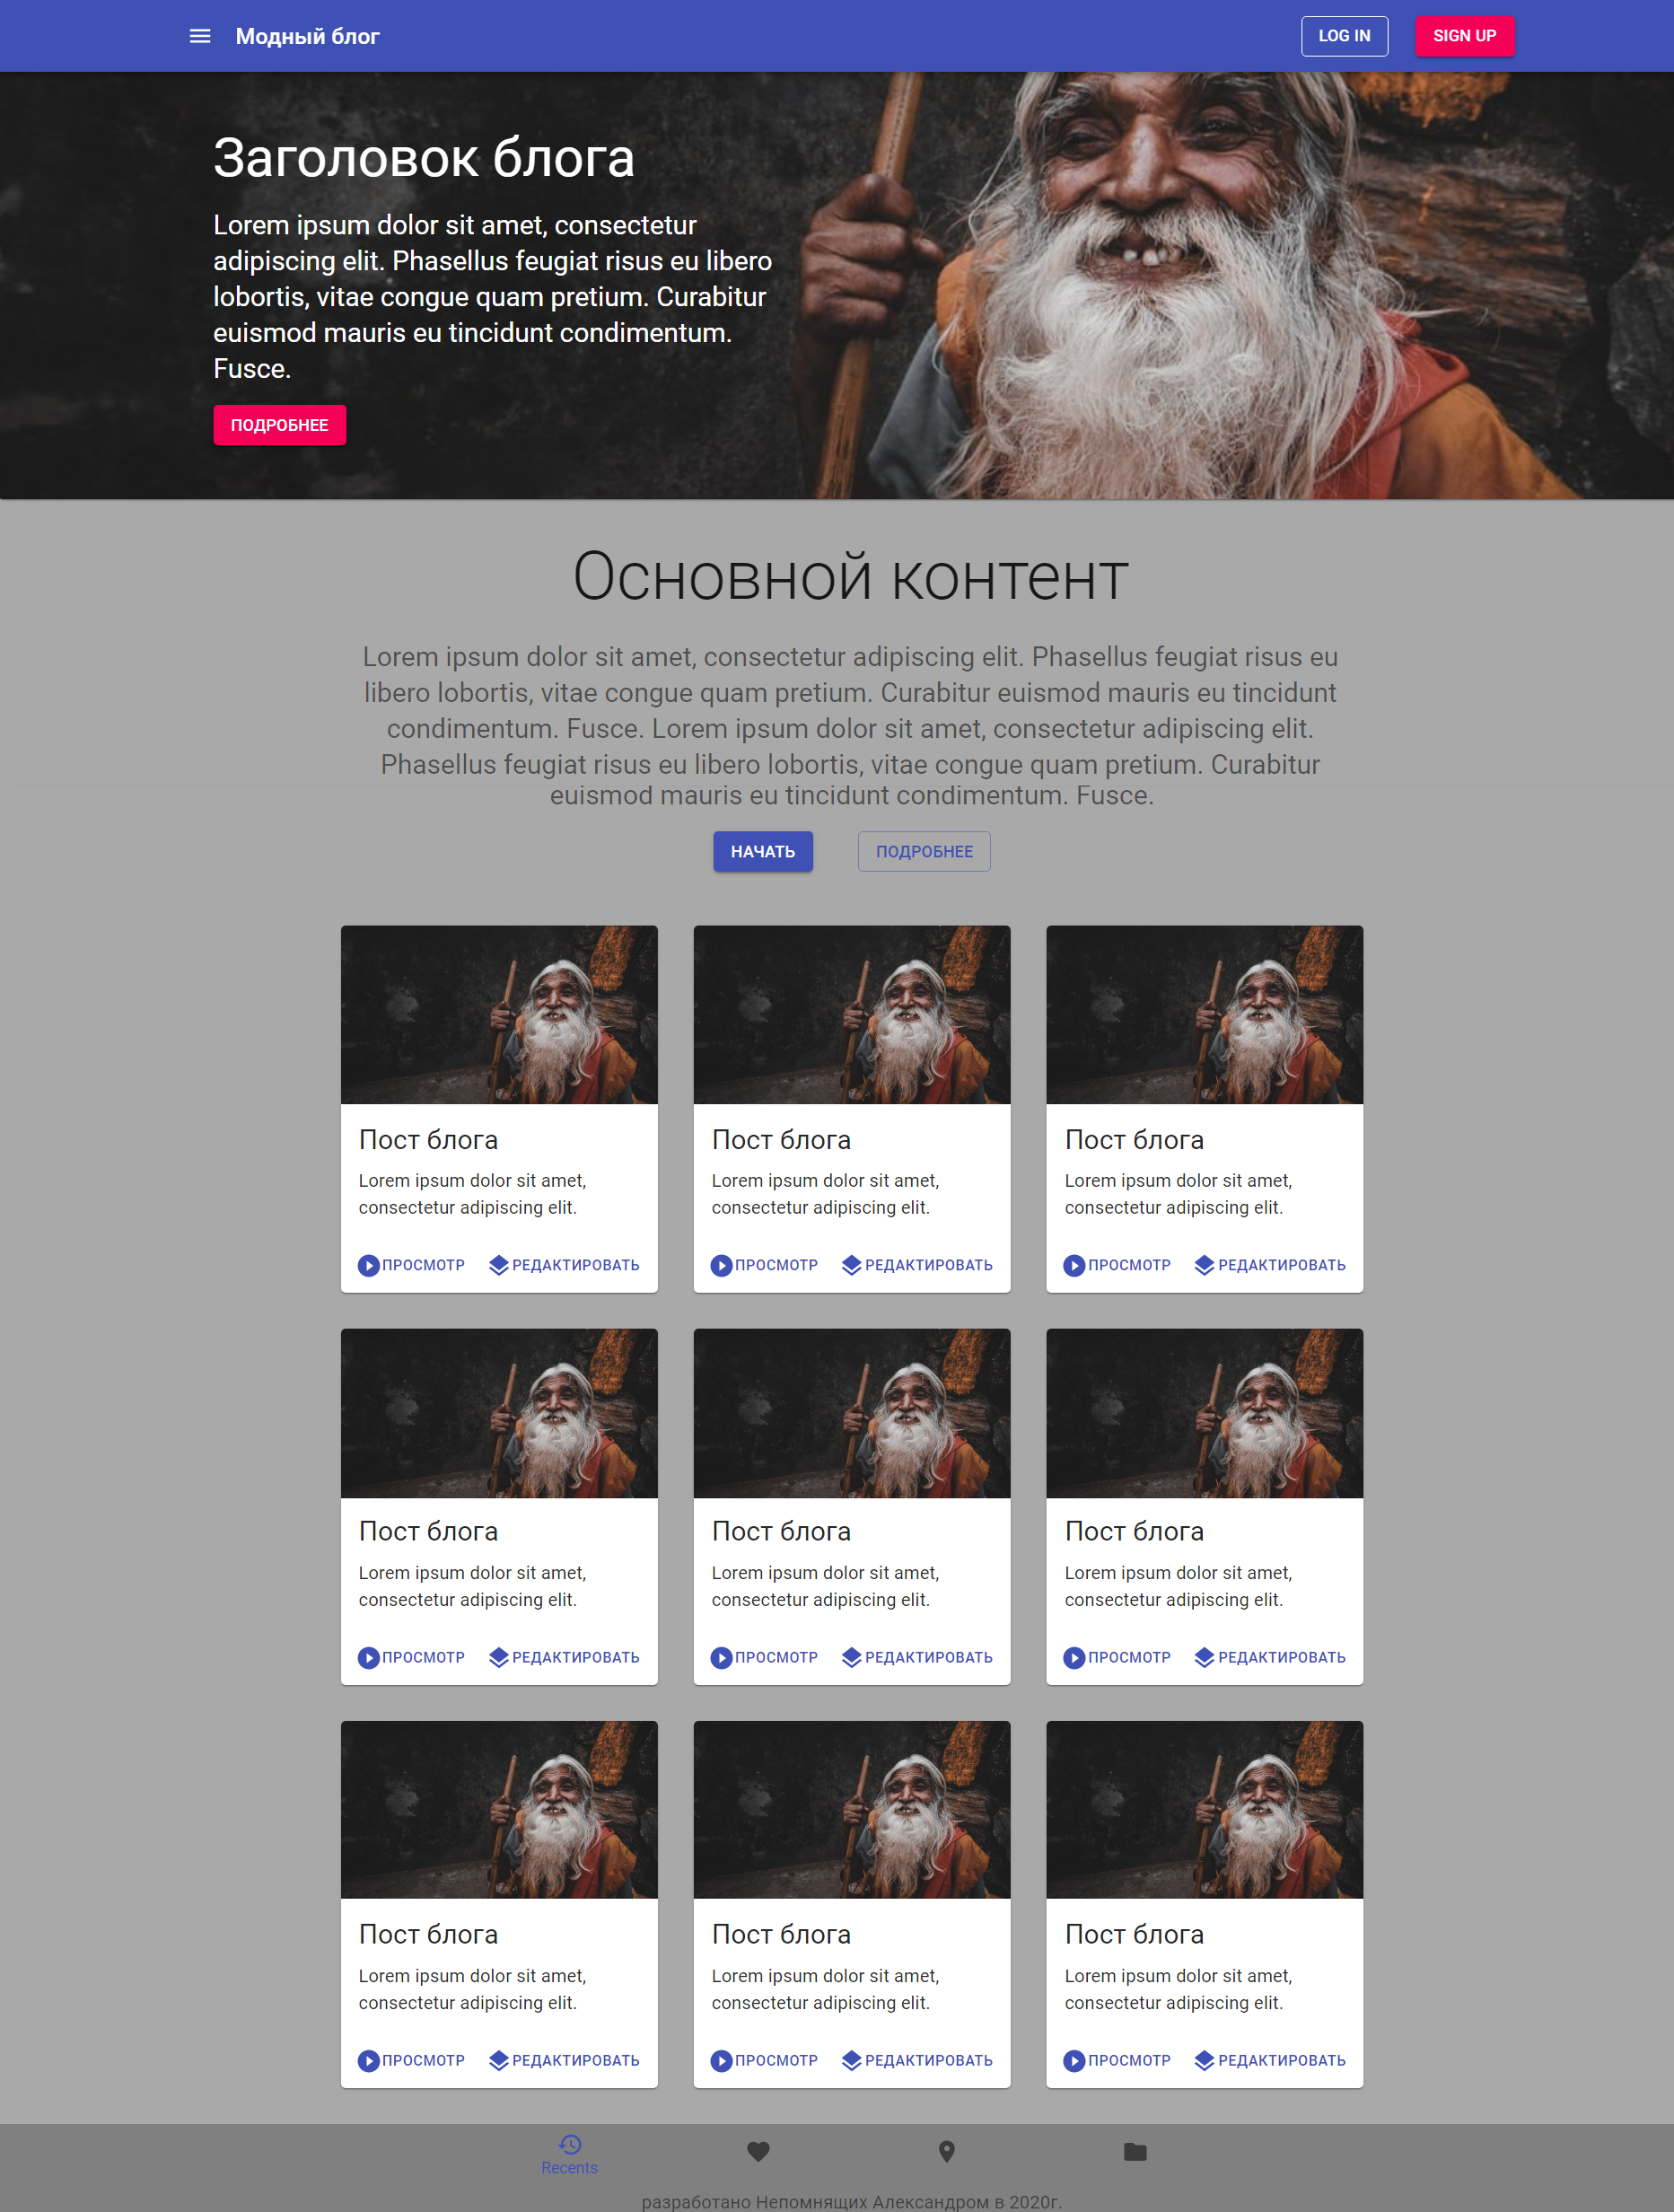 Модный блог
LOG IN
SIGN UP
Заголовок блога
Lorem ipsum dolor sit amet, consectetur
adipiscing elit. Phasellus feugiat risus eu libero
lobortis, vitae congue quam pretium. Curabitur
euismod mauris eu tincidunt condimentum.
Fusce.
ПОДРОБНЕЕ
Основной контент
Lorem ipsum dolor sit amet, consectetur adipiscing elit. Phasellus feugiat risus eu
libero lobortis, vitae congue quam pretium. Curabitur euismod mauris eu tincidunt
condimentum. Fusce. Lorem ipsum dolor sit amet, consectetur adipiscing elit.
Phasellus feugiat risus eu libero lobortis, vitae congue quam pretium. Curabitur
euismod mauris eu tincidunt condimentum. Fusce.
НАЧАТЬ
ПОДРОБНЕЕ
Пост блога
Lorem ipsum dolor sit amet,
consectetur adipiscing elit.
ПРОСМОТР
РЕДАКТИРОВАТЬ
Пост блога
Lorem ipsum dolor sit amet,
consectetur adipiscing elit.
ПРОСМОТР
РЕДАКТИРОВАТЬ
Пост блога
Lorem ipsum dolor sit amet,
consectetur adipiscing elit.
ПРОСМОТР
РЕДАКТИРОВАТЬ
Пост блога
Lorem ipsum dolor sit amet,
consectetur adipiscing elit.
ПРОСМОТР
РЕДАКТИРОВАТЬ
Пост блога
Lorem ipsum dolor sit amet,
consectetur adipiscing elit.
ПРОСМОТР
РЕДАКТИРОВАТЬ
Пост блога
Lorem ipsum dolor sit amet,
consectetur adipiscing elit.
ПРОСМОТР
РЕДАКТИРОВАТЬ
Пост блога
Lorem ipsum dolor sit amet,
consectetur adipiscing elit.
ПРОСМОТР
РЕДАКТИРОВАТЬ
Пост блога
Lorem ipsum dolor sit amet,
consectetur adipiscing elit.
ПРОСМОТР
РЕДАКТИРОВАТЬ
Пост блога
Lorem ipsum dolor sit amet,
consectetur adipiscing elit.
ПРОСМОТР
РЕДАКТИРОВАТЬ
Recents
разработано Непомнящих Александром в 2020г.